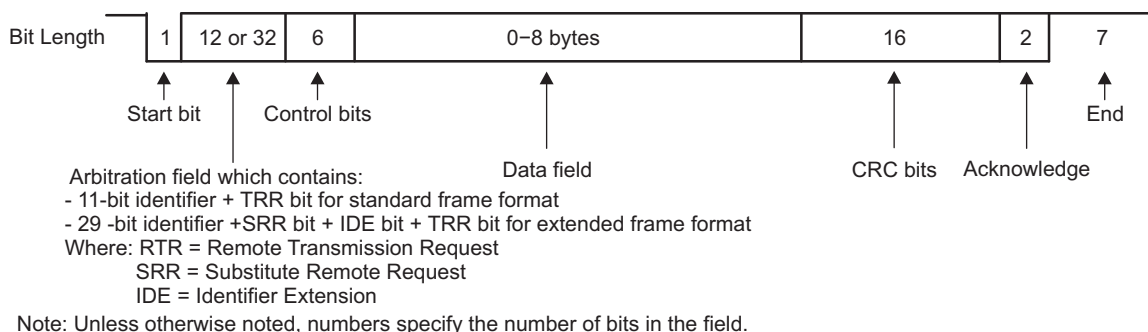 Bit Length 1 12 or 32 6 0−8 bytes 16 2 7
Start bit Control bits End
Data field CRC bits Acknowledge
Arbitration field which contains:
- 11-bit identifier + TRR bit for standard frame format
- 29 -bit identifier +SRR bit + IDE bit + TRR bit for extended frame format
Where: RTR = Remote Transmission Request
SRR = Substitute Remote Request
IDE = Identifier Extension
Note: Unless otherwise noted, numbers specify the number of bits in the field.